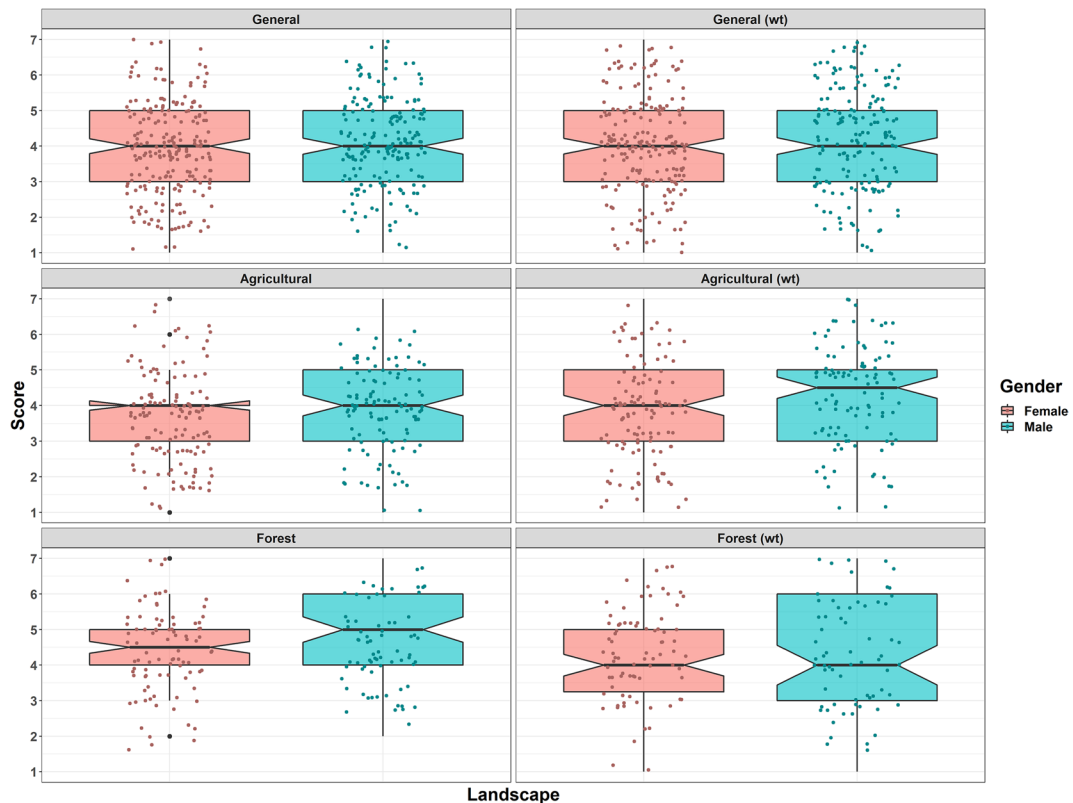 General
General (wt)
7
6
5
4
3
2
1
Agricultural
Agricultural (wt)
7
6
5
4
3
2
1
Forest
Forest (wt)
7
6
5
4
3
2
1
Score
Landscape
Gender
Female
Male